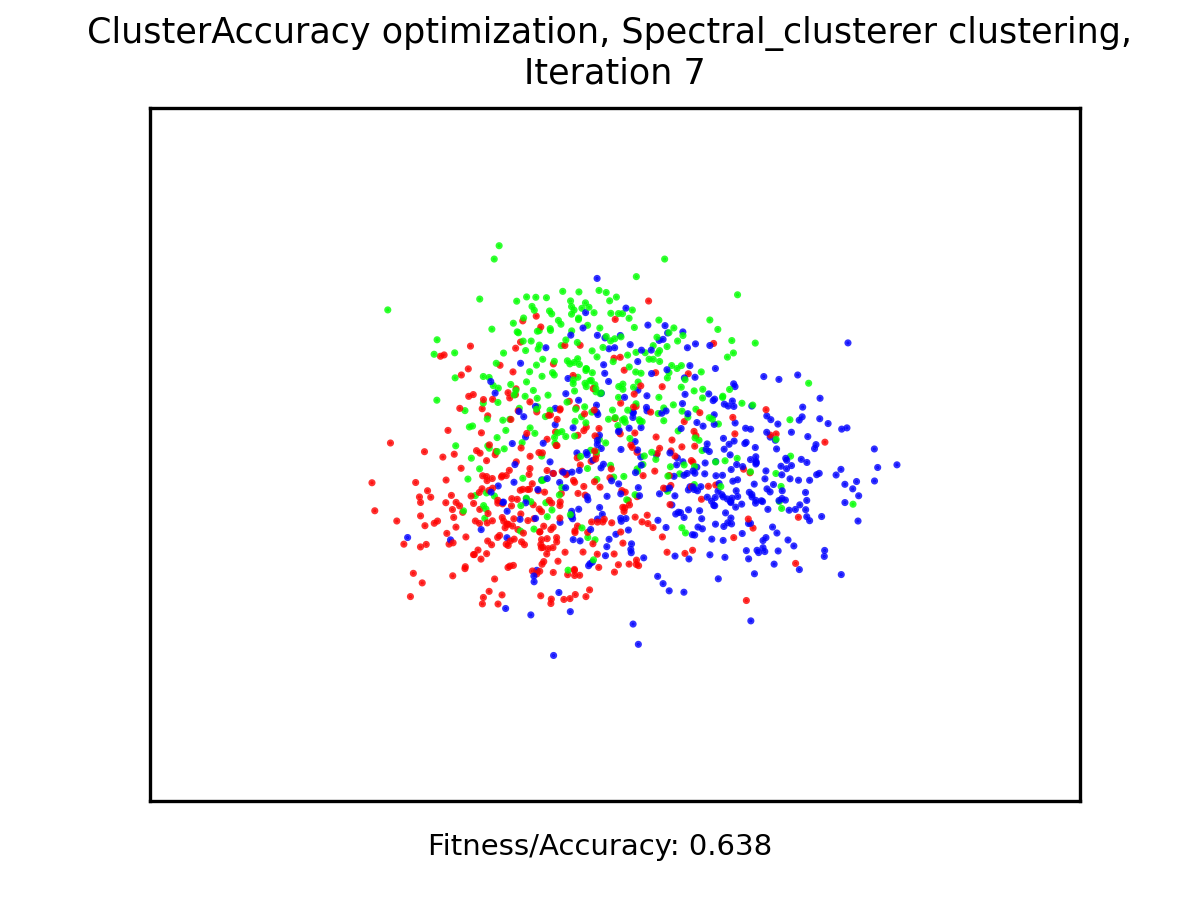 ClusterAccuracy optimization, Spectral_clusterer clustering,
Iteration 7
Fitness/Accuracy: 0.638